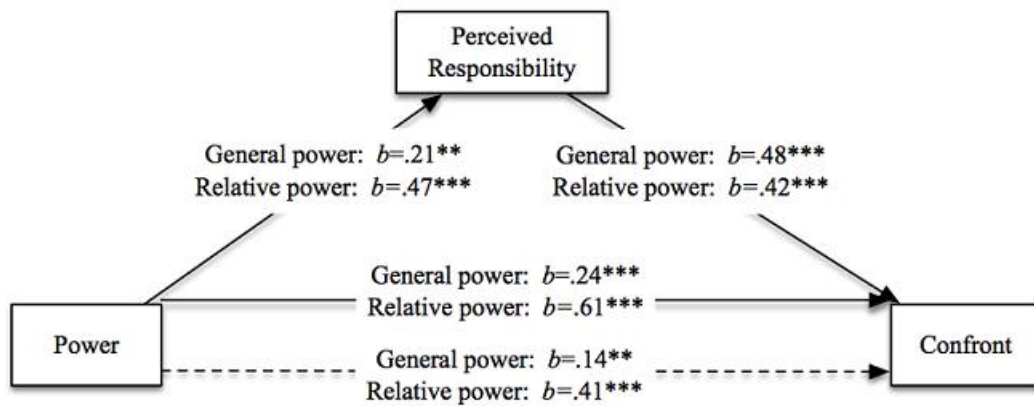 Perceived
Responsibility
General power: b=.21**
Relative power: b=.47***
General power: b=.48***
Relative power: b=.42***
General power: b=.24***
Relative power: b=.61***
Power
Confront
General power: b=.14**
Relative power: b=.41***